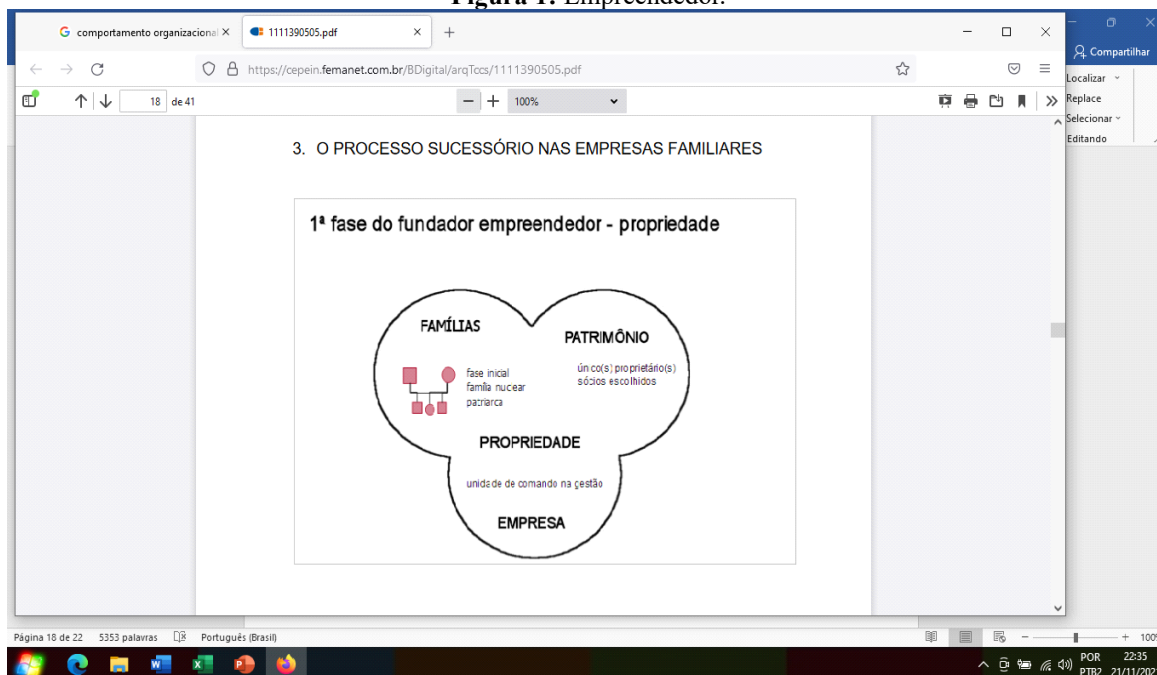 Figura 1: Empreendedor.
comportamento organizacional
1111390505.pdf
Compartilhar
https://cepein.femanet.com.br/BDigital/arqTccs/1111390505.pdf
Localizar
18 de 41
100%
Replace
Selecionar
Editando
3. O PROCESSO SUCESSÓRIO NAS EMPRESAS FAMILIARES
1ª fase do fundador empreendedor - propriedade
FAMÍLIAS
PATRIMÔNIO
fase inicial
família nuclear
patriarca
único(s) proprietário(s)
sócios escolhidos
PROPRIEDADE
unidade de comando na gestão
EMPRESA
Página 18 de 22 5353 palavras Português (Brasil)
POR 22:35
PTB2